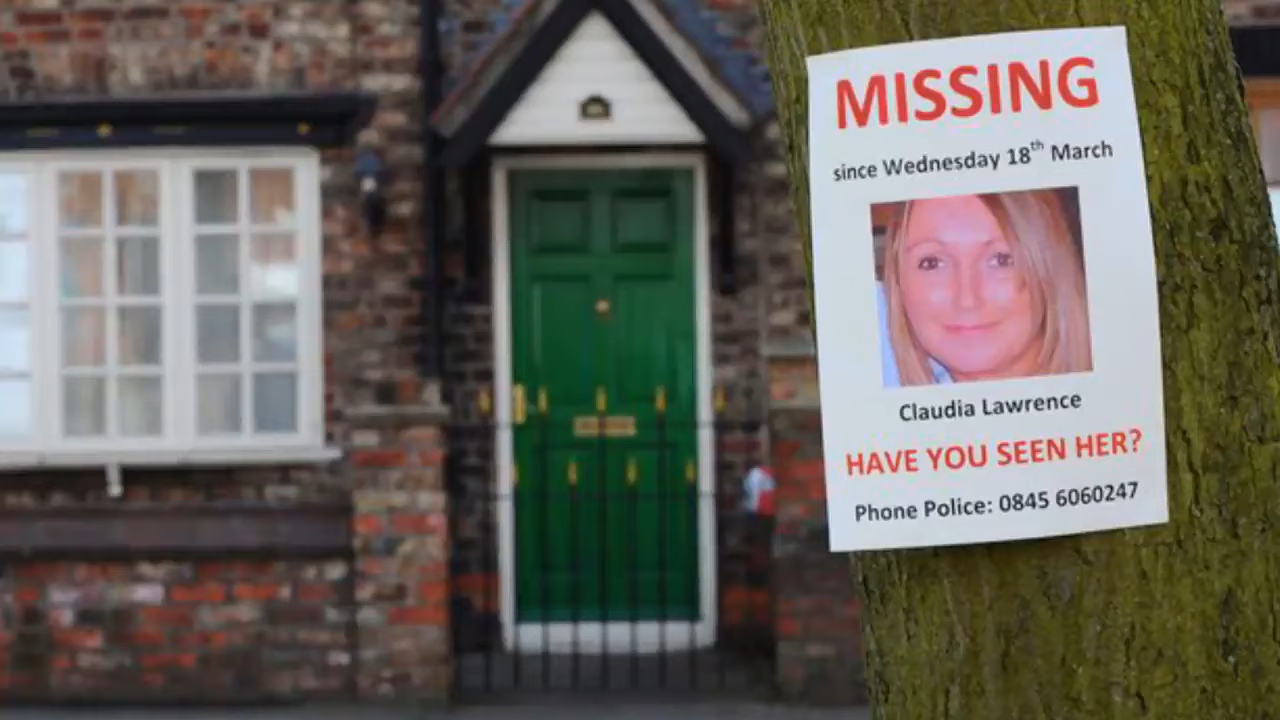 MISSING
since Wednesday 18th March
Claudia Lawrence
HAVE YOU SEEN HER?
Phone Police: 0845 6060247